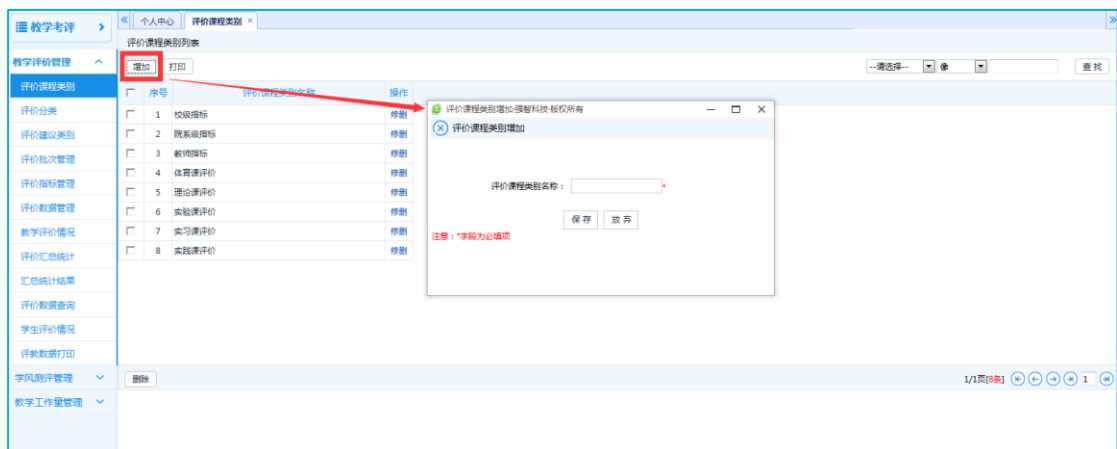 教学考评
个人中心 评价课程类别 ×
评价课程类别列表
教学评价管理
评价课程类别
评价分类
评价建议类别
评价批次管理
评价指标管理
评价数据管理
教学评价情况
评价汇总统计
汇总统计结果
评价数据查询
学生评价情况
评教数据打印
学风测评管理
教学工作量管理
增加 打印 --请选择-- 像 查 找
序号 评价课程类别名称 操作
1 校级指标 修删
2 院系级指标 修删
3 教师指标 修删
4 体育课评价 修删
5 理论课评价 修删
6 实验课评价 修删
7 实习课评价 修删
8 实践课评价 修删
评价课程类别增加-强智科技-版权所有
评价课程类别增加
评价课程类别名称： *
保 存 放 弃
注意：*字段为必填项
删除 1/1页[8条] 1